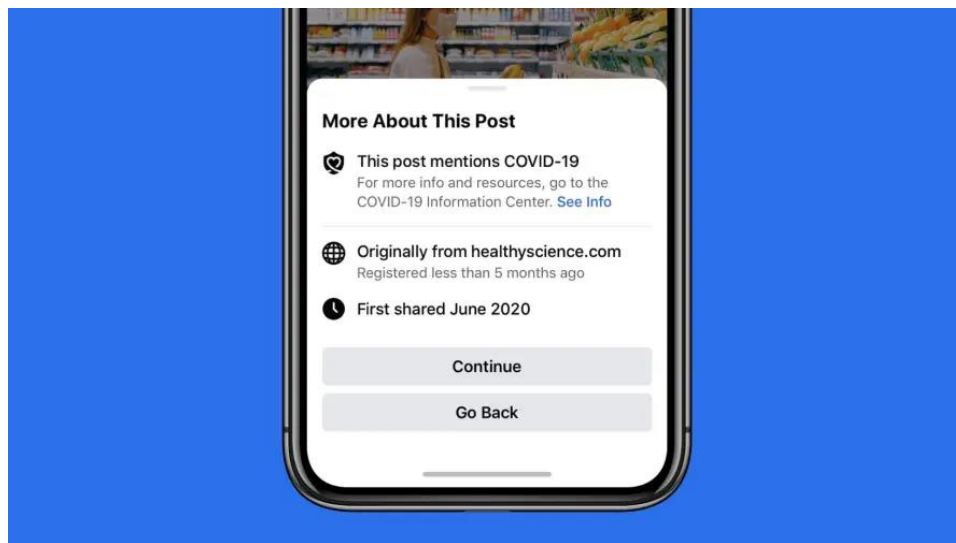 More About This Post
This post mentions COVID-19
For more info and resources, go to the
COVID-19 Information Center. See Info
Originally from healthyscience.com
Registered less than 5 months ago
First shared June 2020
Continue
Go Back